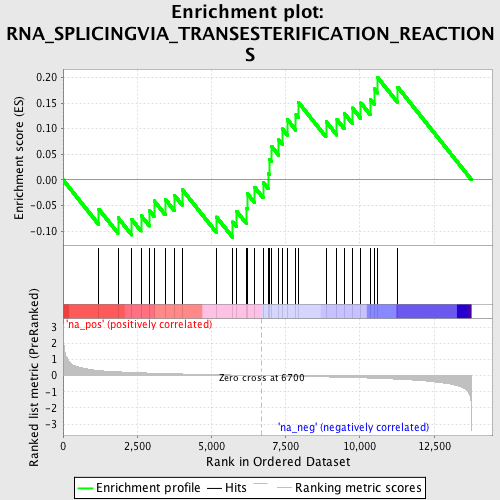 Enrichment plot:
RNA_SPLICINGVIA_TRANSESTERIFICATION_REACTION
S
Enrichment score (ES)
0.20
0.15
0.10
0.05
0.00
-0.05
-0.10
'na_pos' (positively correlated)
Ranked list metric (PreRanked)
3
2
1
0
-1
-2
-3
Zero cross at 6700
'na_neg' (negatively correlated)
0
2,500
5,000
7,500
10,000
12,500
Rank in Ordered Dataset
Enrichment profile
Hits
Ranking metric scores